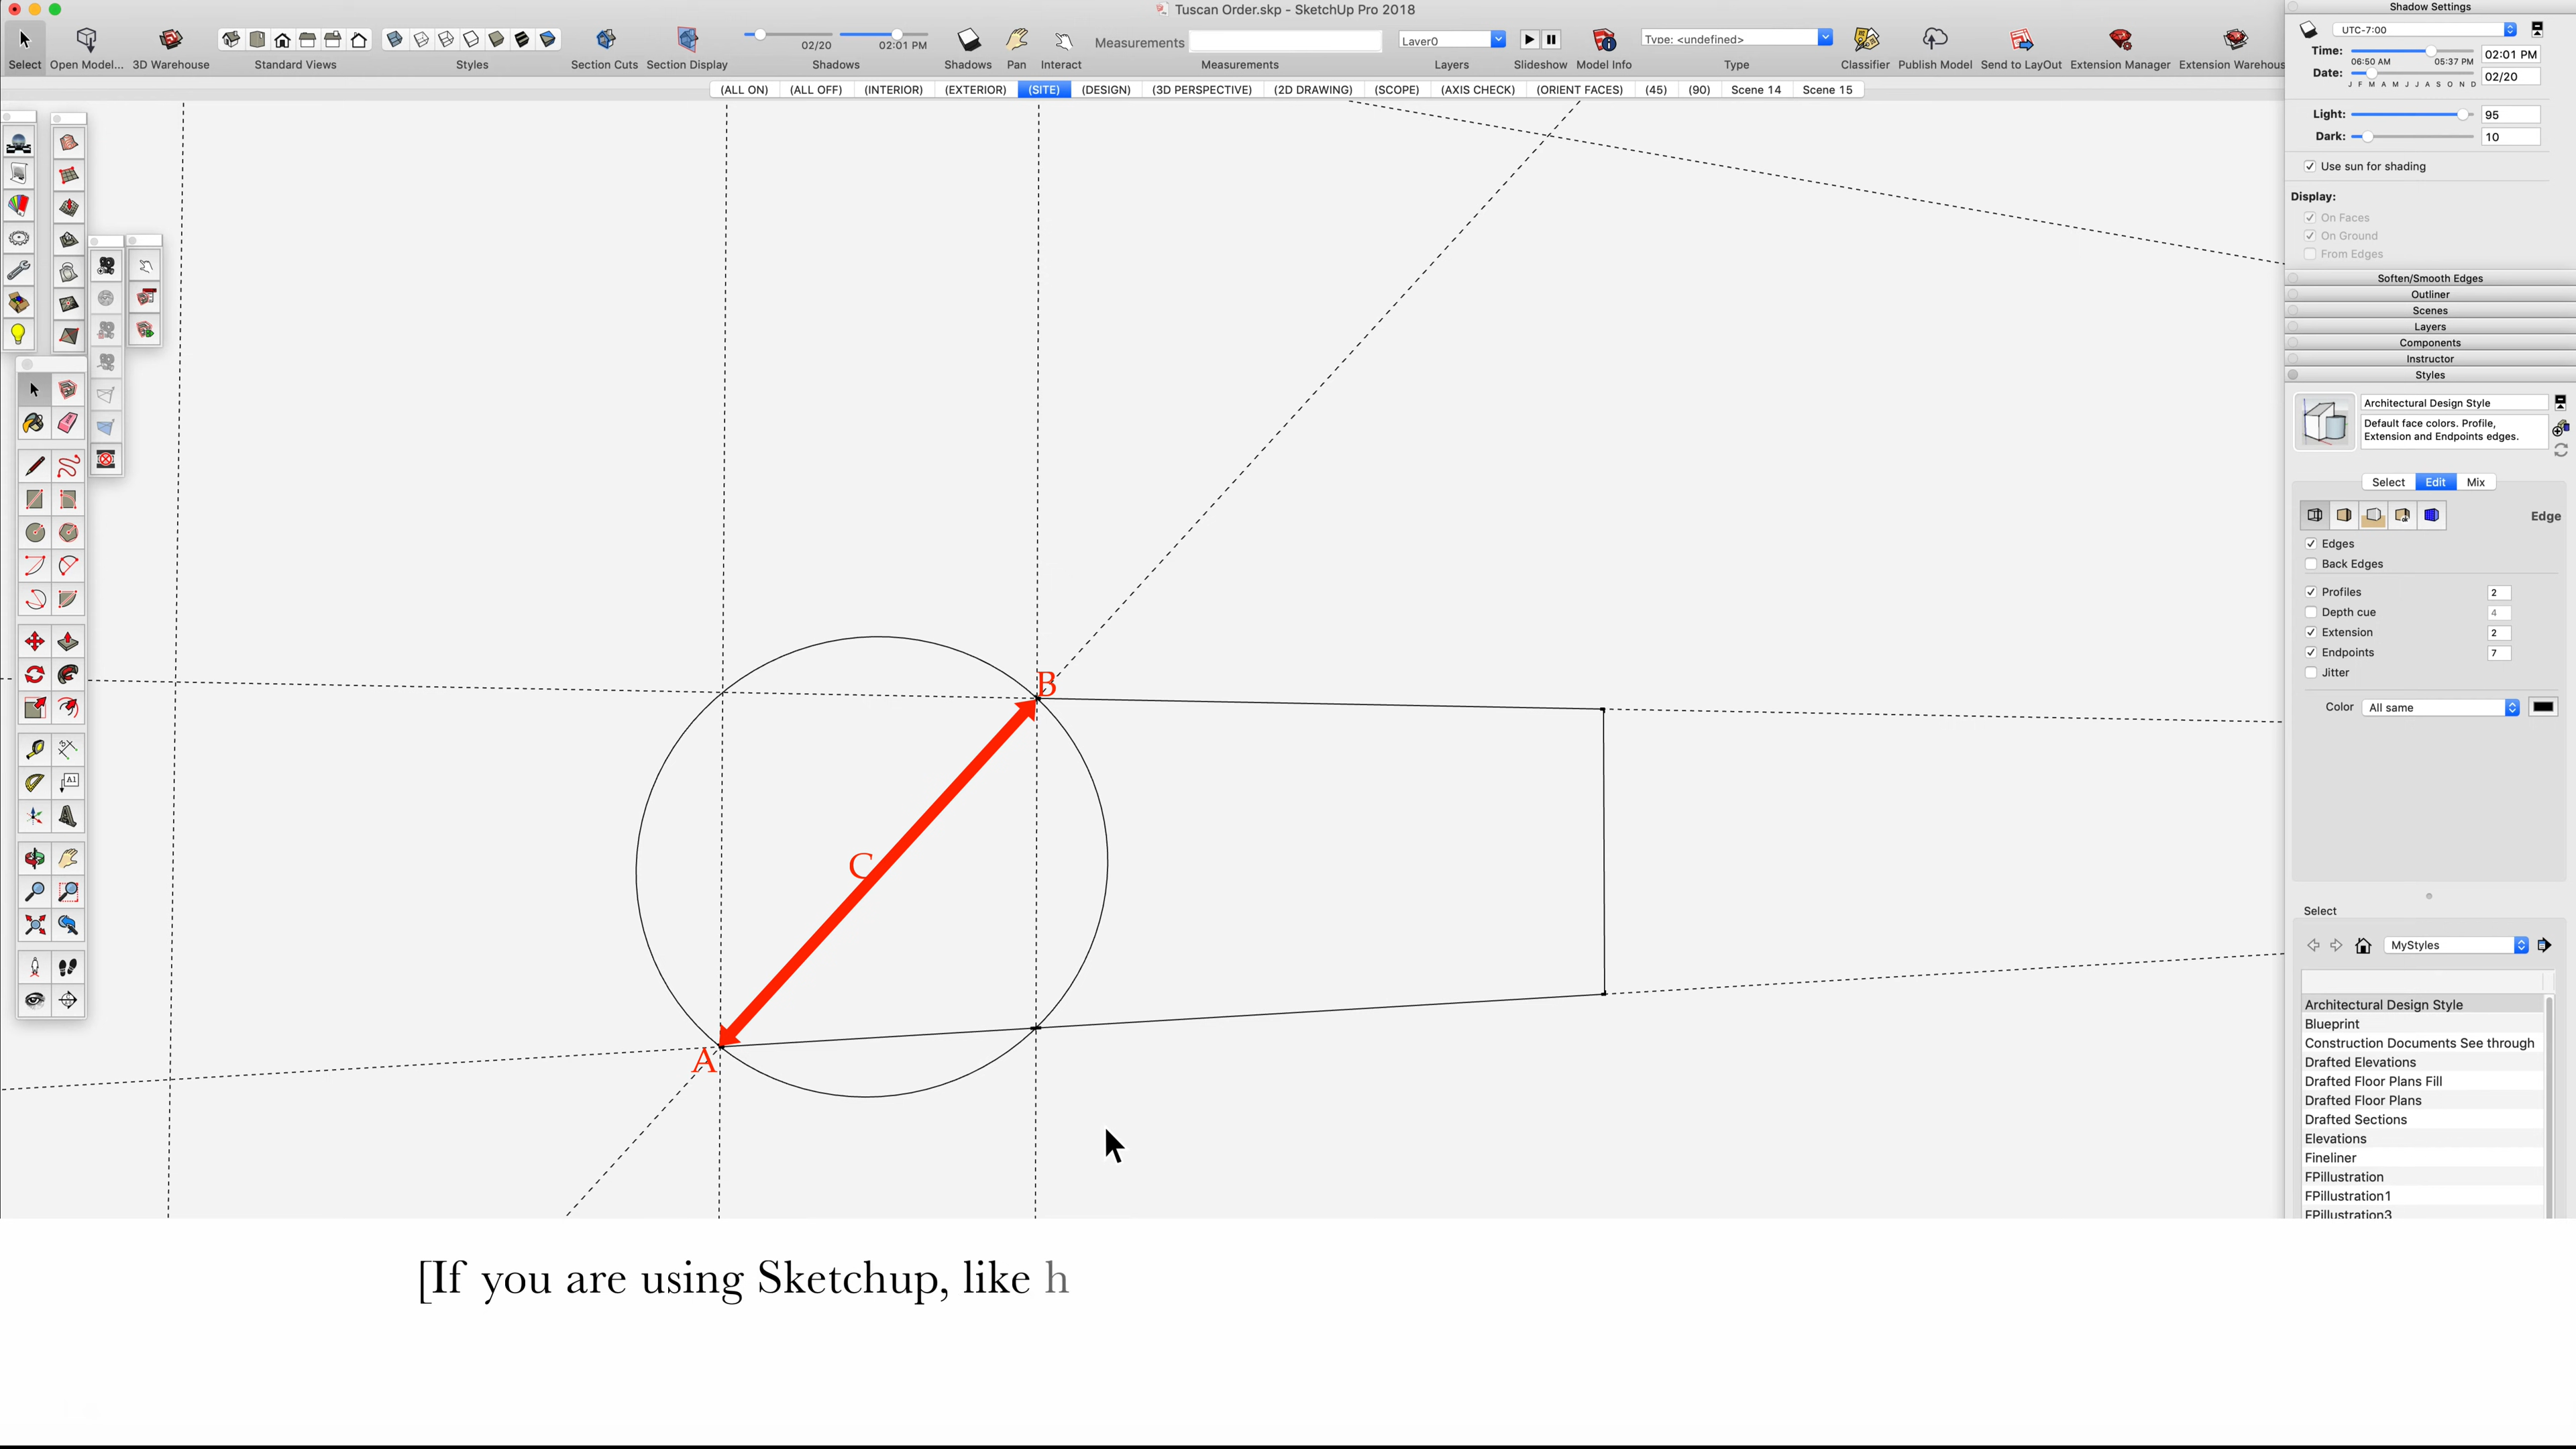 Tuscan Order.skp - SketchUp Pro 2018
Select
Open Model...
3D Warehouse
Standard Views
Styles
Section Cuts
Section Display
02/20
02:01 PM
Shadows
Shadows
Pan
Interact
Measurements
Measurements
Layer0
Layers
Slideshow
Model Info
Type: <undefined>
Type
Classifier
Publish Model
Send to LayOut
Extension Manager
Extension Warehous
(ALL ON)
(ALL OFF)
(INTERIOR)
(EXTERIOR)
(SITE)
(DESIGN)
(3D PERSPECTIVE)
(2D DRAWING)
(SCOPE)
(AXIS CHECK)
(ORIENT FACES)
(45)
(90)
Scene 14
Scene 15
A1
B
C
A
Shadow Settings
UTC-7:00
Time:
06:50 AM
05:37 PM
02:01 PM
Date:
J F M A M J J A S O N D
02/20
Light:
95
Dark:
10
Use sun for shading
Display:
On Faces
On Ground
From Edges
Soften/Smooth Edges
Outliner
Scenes
Layers
Components
Instructor
Styles
Architectural Design Style
Default face colors. Profile,
Extension and Endpoints edges.
Select
Edit
Mix
Edge
Edges
Back Edges
Profiles
2
Depth cue
4
Extension
2
Endpoints
7
Jitter
Color
All same
Select
MyStyles
Architectural Design Style
Blueprint
Construction Documents See through
Drafted Elevations
Drafted Floor Plans Fill
Drafted Floor Plans
Drafted Sections
Elevations
Fineliner
FPillustration
FPillustration1
FPillustration3
[If you are using Sketchup, like h